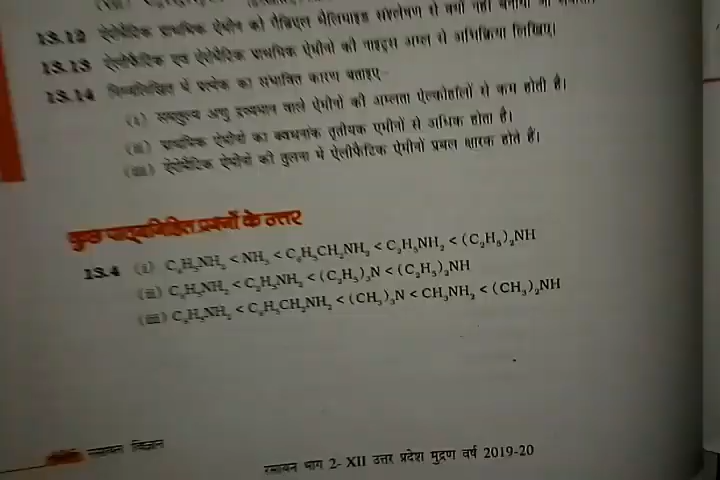 13.12 ऐरोमैटिक प्राथमिक ऐमीन को गैब्रिएल थैलिमाइड संश्लेषण से क्यों नहीं बनाया जा
13.13 ऐलीफैटिक एवं ऐरोमैटिक प्राथमिक ऐमीनों की नाइट्रस अम्ल से अभिक्रिया लिखिए।
13.14 निम्नलिखित में प्रत्येक का संभावित कारण बताइए-
(i) समतुल्य अणु द्रव्यमान वाले ऐमीनों की अम्लता ऐल्कोहॉलों से कम होती है।
(ii) प्राथमिक ऐमीनों का क्वथनांक तृतीयक एमीनों से अधिक होता है।
(iii) ऐरोमैटिक ऐमीनों की तुलना में ऐलीफैटिक ऐमीनों प्रबल क्षारक होते हैं।
कुछ पाठ्यनिहित प्रश्नों के उत्तर
13.4 (i) C₆H₅NH₂ < NH₃ < C₆H₅CH₂NH₂ < C₂H₅NH₂ < (C₂H₅)₂NH
(ii) C₆H₅NH₂ < C₂H₅NH₂ < (C₂H₅)₃N < (C₂H₅)₂NH
(iii) C₆H₅NH₂ < C₆H₅CH₂NH₂ < (CH₃)₃N < CH₃NH₂ < (CH₃)₂NH
रसायन विज्ञान
रसायन भाग 2- XII उत्तर प्रदेश मुद्रण वर्ष 2019-20